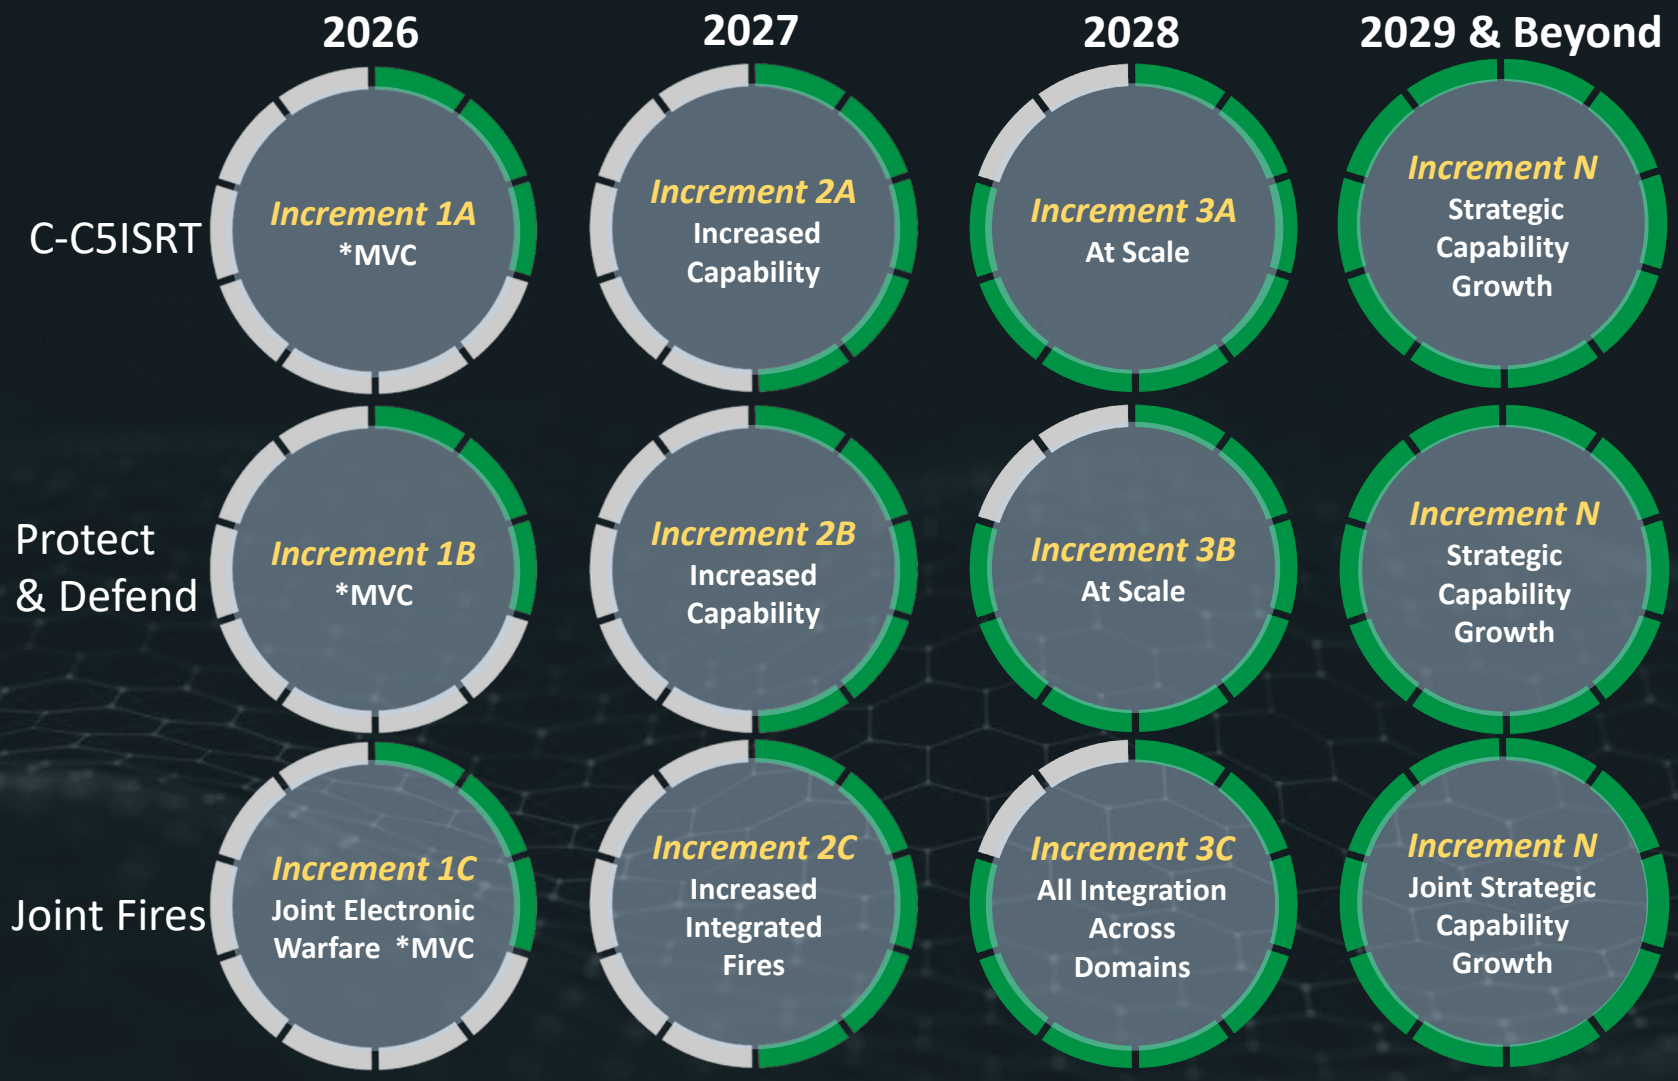 2026
2027
2028
2029 & Beyond
C-C5ISRT
Increment 1A
*MVC
Increment 2A
Increased
Capability
Increment 3A
At Scale
Increment N
Strategic
Capability
Growth
Protect
& Defend
Increment 1B
*MVC
Increment 2B
Increased
Capability
Increment 3B
At Scale
Increment N
Strategic
Capability
Growth
Joint Fires
Increment 1C
Joint Electronic
Warfare *MVC
Increment 2C
Increased
Integrated
Fires
Increment 3C
All Integration
Across
Domains
Increment N
Joint Strategic
Capability
Growth